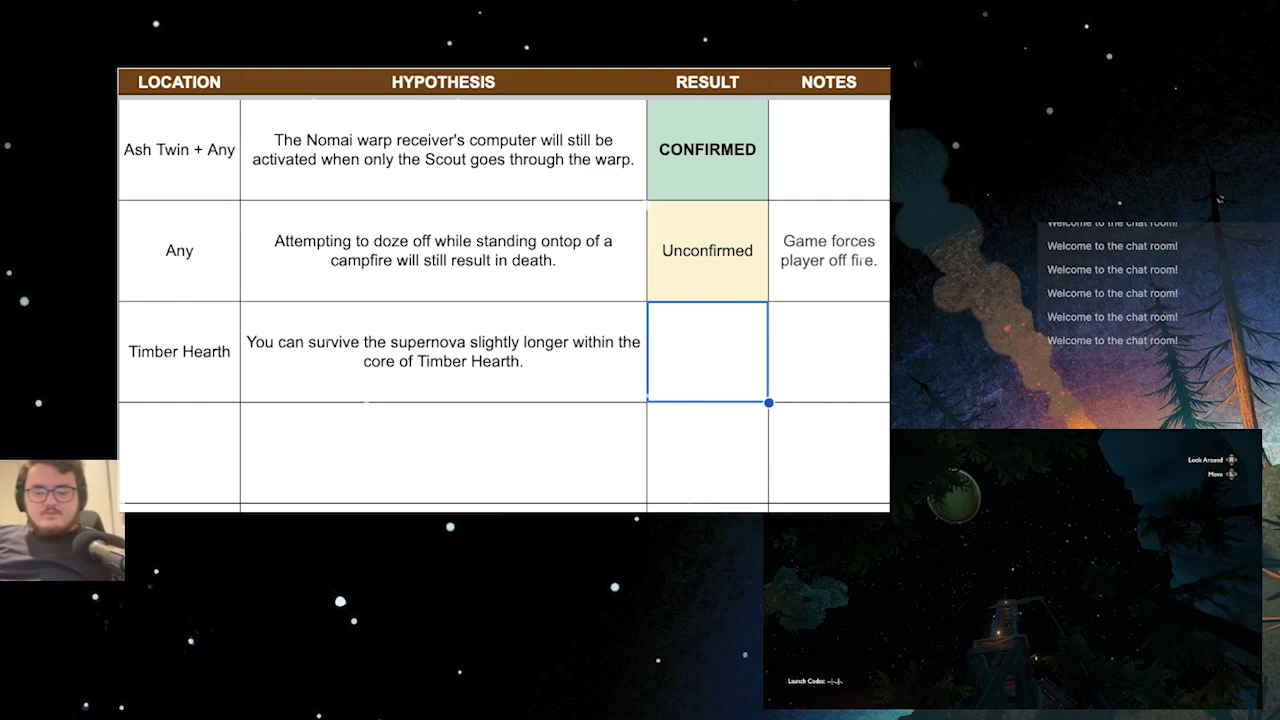 LOCATION HYPOTHESIS RESULT NOTES
Ash Twin + Any
The Nomai warp receiver's computer will still be
activated when only the Scout goes through the warp.
CONFIRMED
Any
Attempting to doze off while standing ontop of a
campfire will still result in death.
Unconfirmed
Game forces
player off fire.
Timber Hearth
You can survive the supernova slightly longer within the
core of Timber Hearth.
Welcome to the chat room!
Welcome to the chat room!
Welcome to the chat room!
Welcome to the chat room!
Welcome to the chat room!
Welcome to the chat room!
Look Around
Move
Launch Codes: